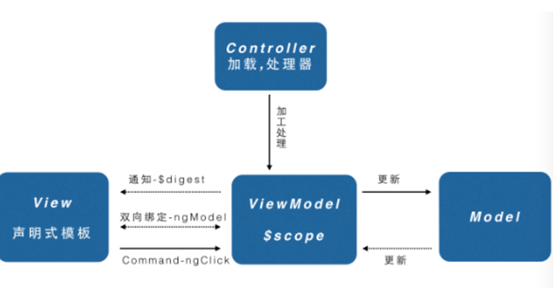 Controller
加载,处理器
加工处理
通知-$digest
更新
View
声明式模板
双向绑定-ngModel
ViewModel
$scope
Model
Command-ngClick
更新